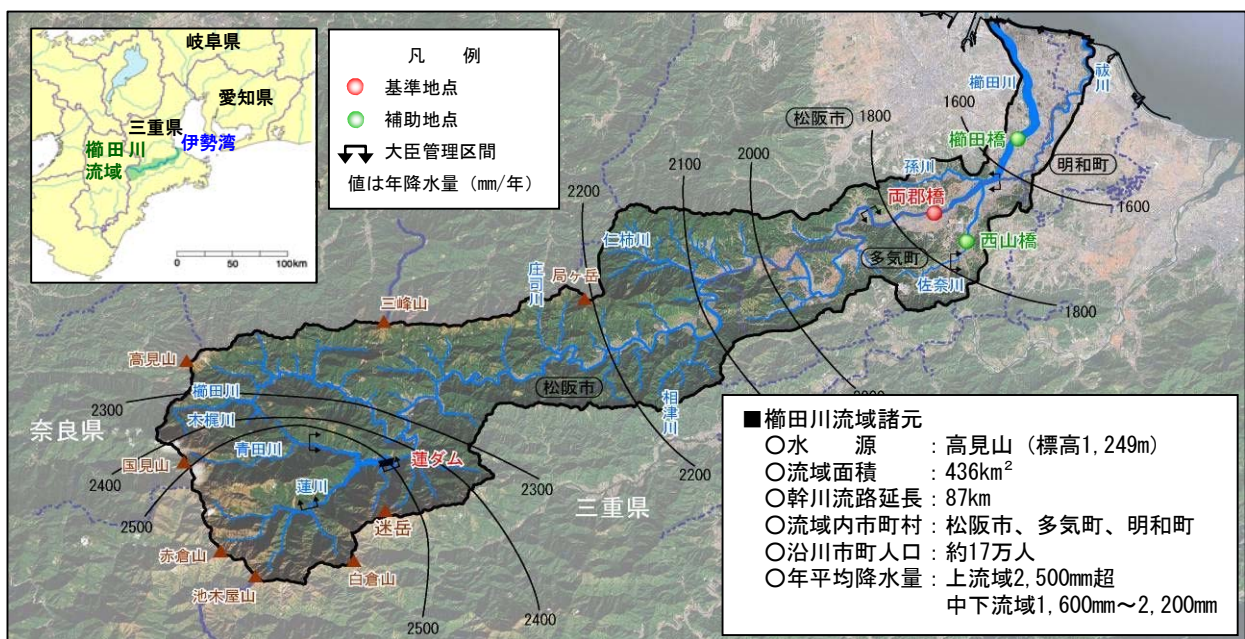 岐阜県
愛知県
三重県
伊勢湾
櫛田川
流域
0 50 100km
凡 例
基準地点
補助地点
大臣管理区間
値は年降水量（mm/年）
櫛田川
祓川
1600
1800
松阪市
櫛田橋
明和町
2000
2100
2200
孫川
両郡橋
1600
西山橋
多気町
佐奈川
1800
仁柿川
庄司川
局ヶ岳
三峰山
高見山
櫛田川
松阪市
相津川
2300
木梶川
奈良県
青田川
蓮ダム
国見山
2400
2300
2200
蓮川
三重県
2500
迷岳
赤倉山
白倉山
池木屋山
2500
2400
■櫛田川流域諸元
○水 源 ：高見山（標高1,249m）
○流域面積 ：436km²
○幹川流路延長：87km
○流域内市町村：松阪市、多気町、明和町
○沿川市町人口：約17万人
○年平均降水量：上流域2,500mm超
中下流域1,600mm～2,200mm